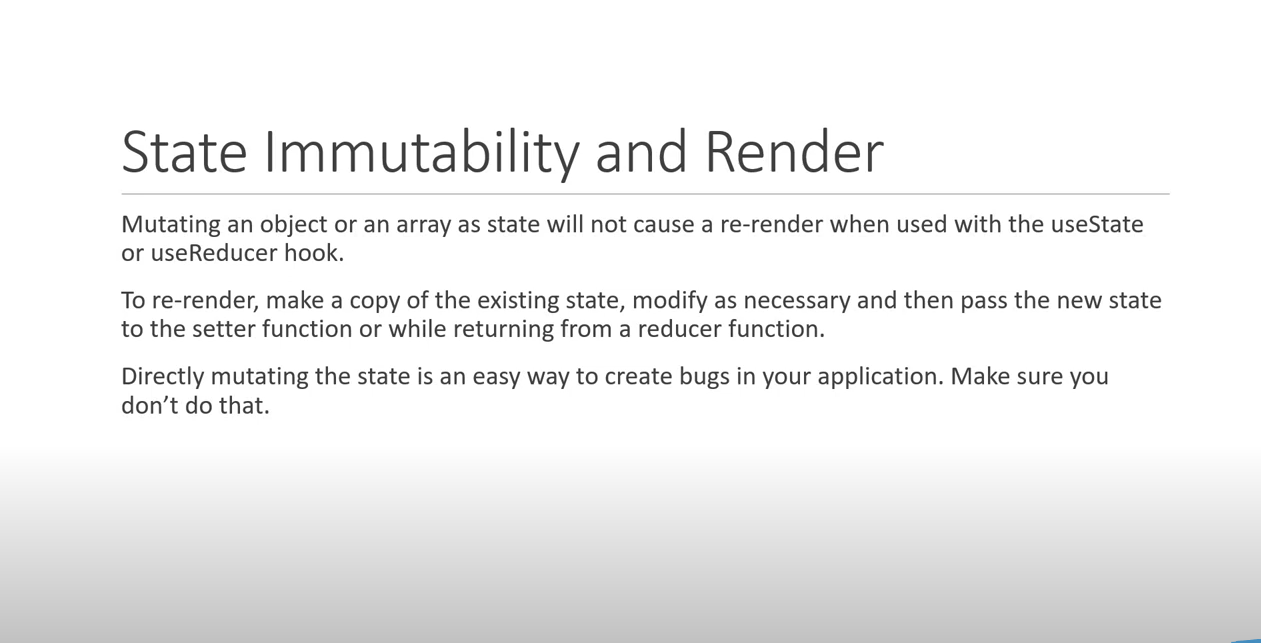 State Immutability and Render
Mutating an object or an array as state will not cause a re-render when used with the useState
or useReducer hook.
To re-render, make a copy of the existing state, modify as necessary and then pass the new state
to the setter function or while returning from a reducer function.
Directly mutating the state is an easy way to create bugs in your application. Make sure you
don’t do that.